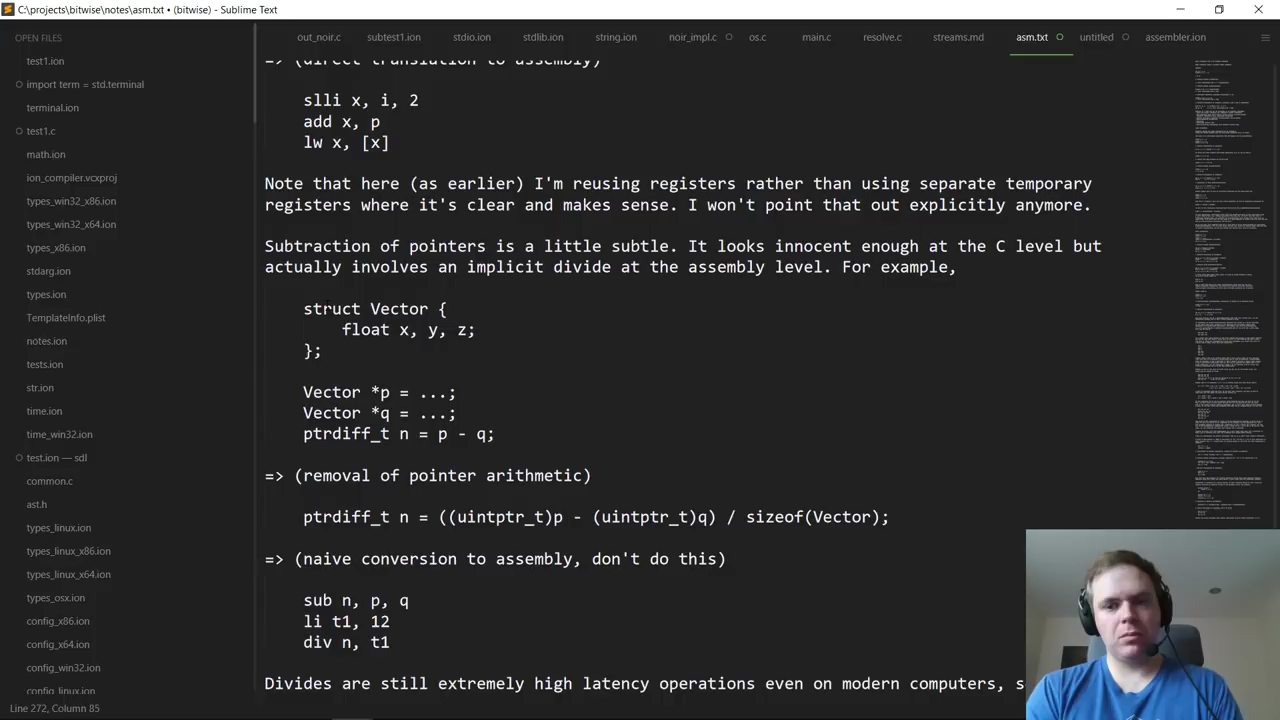 C:\projects\bitwise\notes\asm.txt • (bitwise) - Sublime Text
OPEN FILES
test1.ion
import term = std.terminal
terminal.ion
test1.c
math.ion
ion_compiler.vcxproj
types_win32_x86.ion
types_win32_x64.ion
types_x86.ion
stdarg.ion
types.ion
TemplateInfo.plist
notes.ion
tests.ion
str.ion
time.ion
time_win32.ion
test.ion — sdl
common.c
ast.h
types_linux.ion
types_linux_x86.ion
types_linux_x64.ion
types_osx.ion
config_x86.ion
config_x64.ion
config_win32.ion
config_linux.ion
Line 272, Column 85
out_noir.c subtest1.ion stdio.ion stdlib.ion string.ion noir_impl.c os.c main.c resolve.c streams.md asm.txt untitled assembler.ion
=> (direct translation to assembly)
slli x, i, 2
add x, p
lw x, [x]
Note that here (as earlier) I'm reusing registers rather than using separate temporary
registers where it's clear and makes sense. I won't point that out explicitly anymore.
Subtraction of pointers is a little subtle. It looks innocent enough at the C level but
actually involves an implicit divide at the assembly level. For example,
struct Vector {
float x, y, z;
};
Vector *p = ...;
Vector *q = ...;
ptrdiff_t n = p - q;
=> (removal of pointer arithmetic)
ptrdiff_t n = ((uintptr_t)p - (uintptr_t)q) / sizeof(Vector);
=> (naive conversion to assembly, don't do this)
sub n, p, q
li t1, 12
div n, t1
Divides are still extremely high latency operations even on modern computers, s